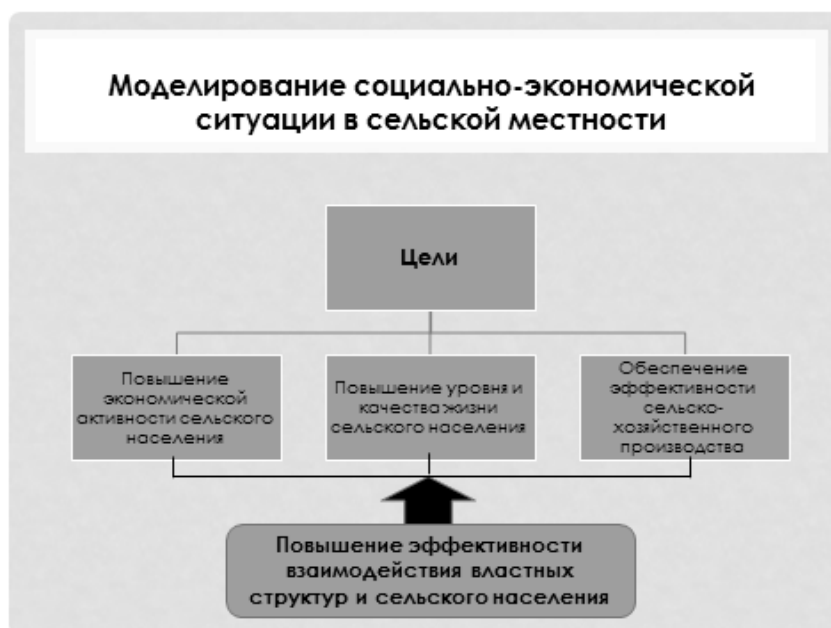 Моделирование социально-экономической
ситуации в сельской местности
Цели
Повышение
экономической
активности сельского
населения
Повышение уровня и
качества жизни
сельского населения
Обеспечение
эффективности
сельско-
хозяйственного
производства
Повышение эффективности
взаимодействия властных
структур и сельского населения